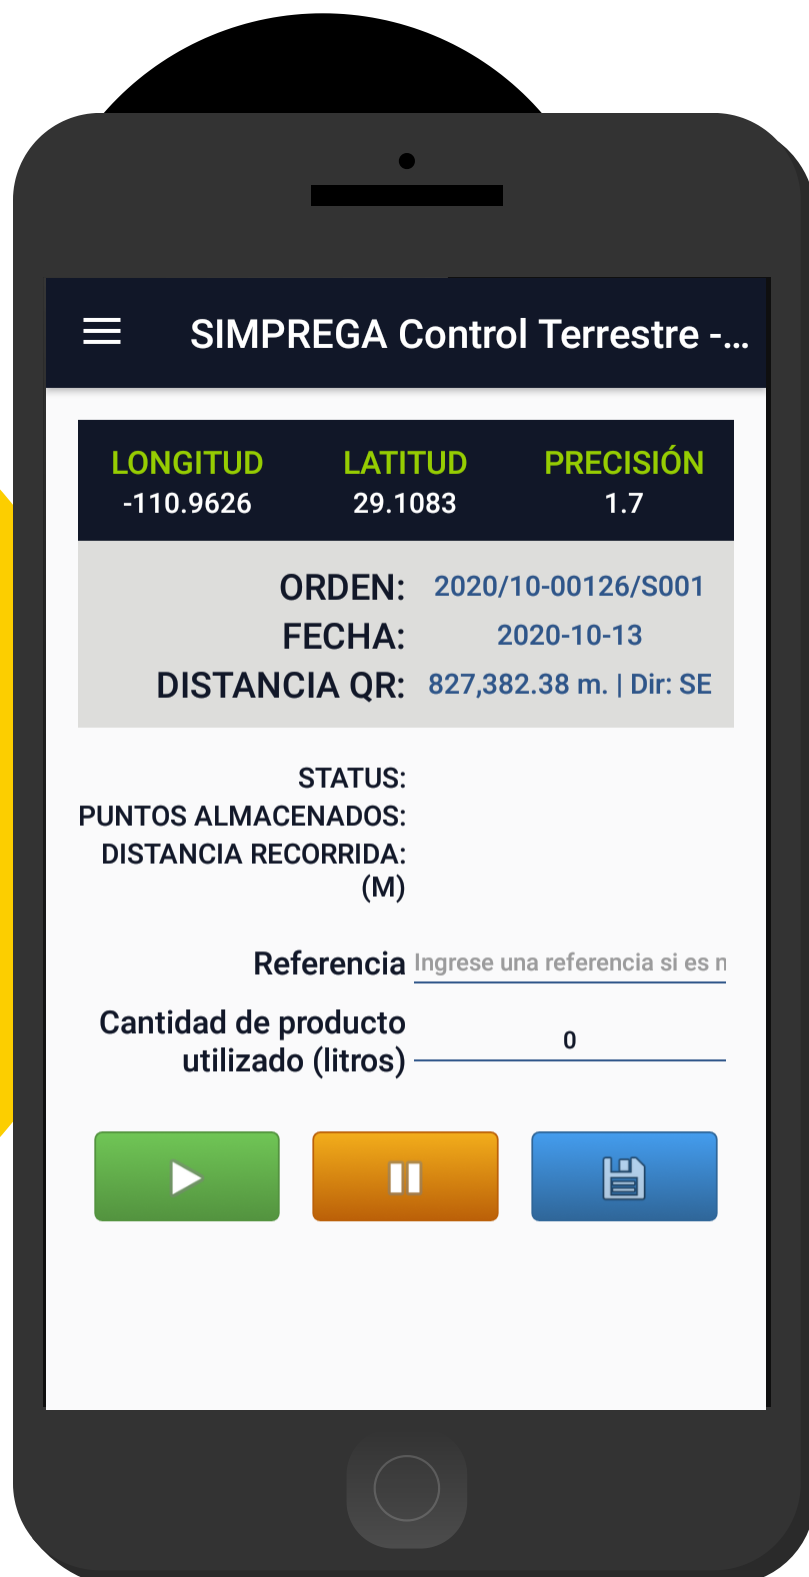 SIMPREGA Control Terrestre -...
LONGITUD LATITUD PRECISIÓN
-110.9626 29.1083 1.7
ORDEN: 2020/10-00126/S001
FECHA: 2020-10-13
DISTANCIA QR: 827,382.38 m. | Dir: SE
STATUS:
PUNTOS ALMACENADOS:
DISTANCIA RECORRIDA:
(M)
Referencia Ingrese una referencia si es n
Cantidad de producto
utilizado (litros) 0